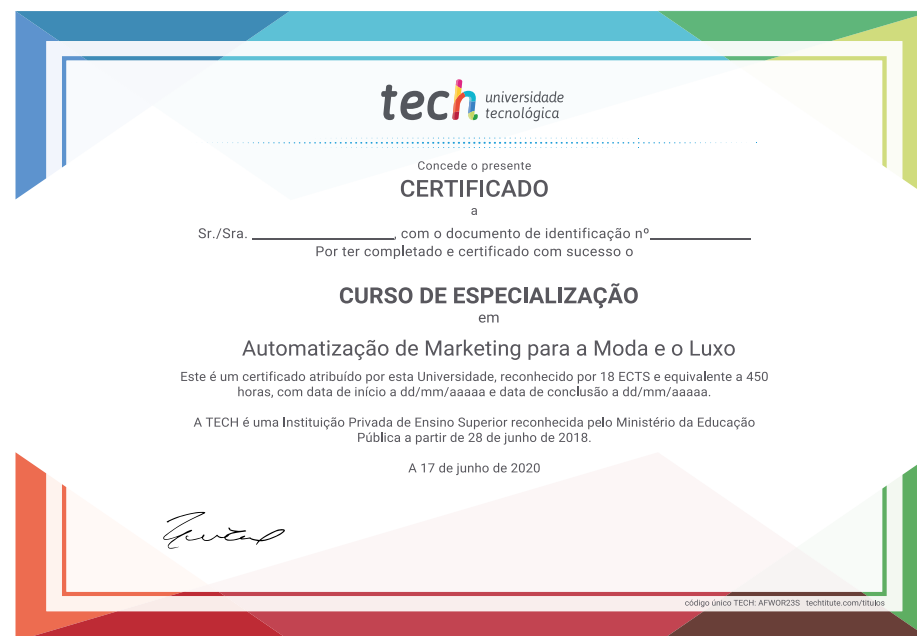 tech universidade
tecnológica
Concede o presente
CERTIFICADO
a
Sr./Sra. ____________________, com o documento de identificação nº______________
Por ter completado e certificado com sucesso o
CURSO DE ESPECIALIZAÇÃO
em
Automatização de Marketing para a Moda e o Luxo
Este é um certificado atribuído por esta Universidade, reconhecido por 18 ECTS e equivalente a 450
horas, com data de início a dd/mm/aaaaa e data de conclusão a dd/mm/aaaaa.
A TECH é uma Instituição Privada de Ensino Superior reconhecida pelo Ministério da Educação
Pública a partir de 28 de junho de 2018.
A 17 de junho de 2020
código único TECH: AFWOR23S techtitute.com/titulos